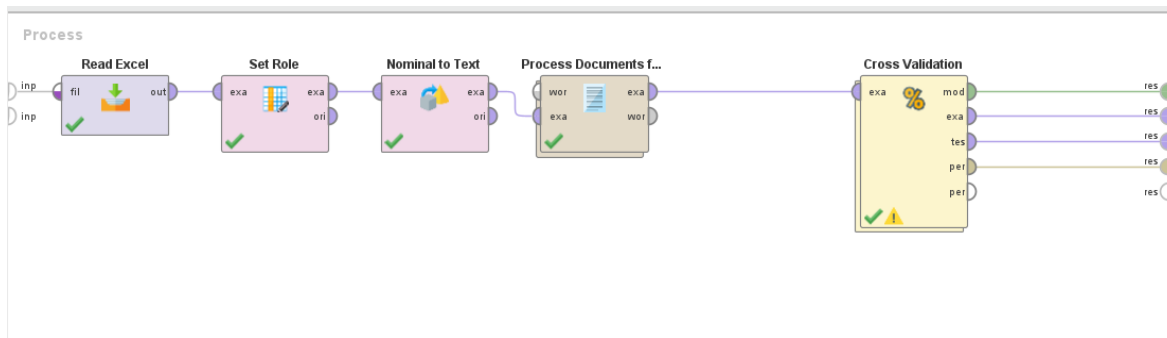 Process
Read Excel
Set Role
Nominal to Text
Process Documents f...
Cross Validation
inp
fil
out
exa
exa
exa
exa
wor
exa
exa
mod
res
inp
ori
ori
exa
wor
exa
res
tes
res
per
res
per
res